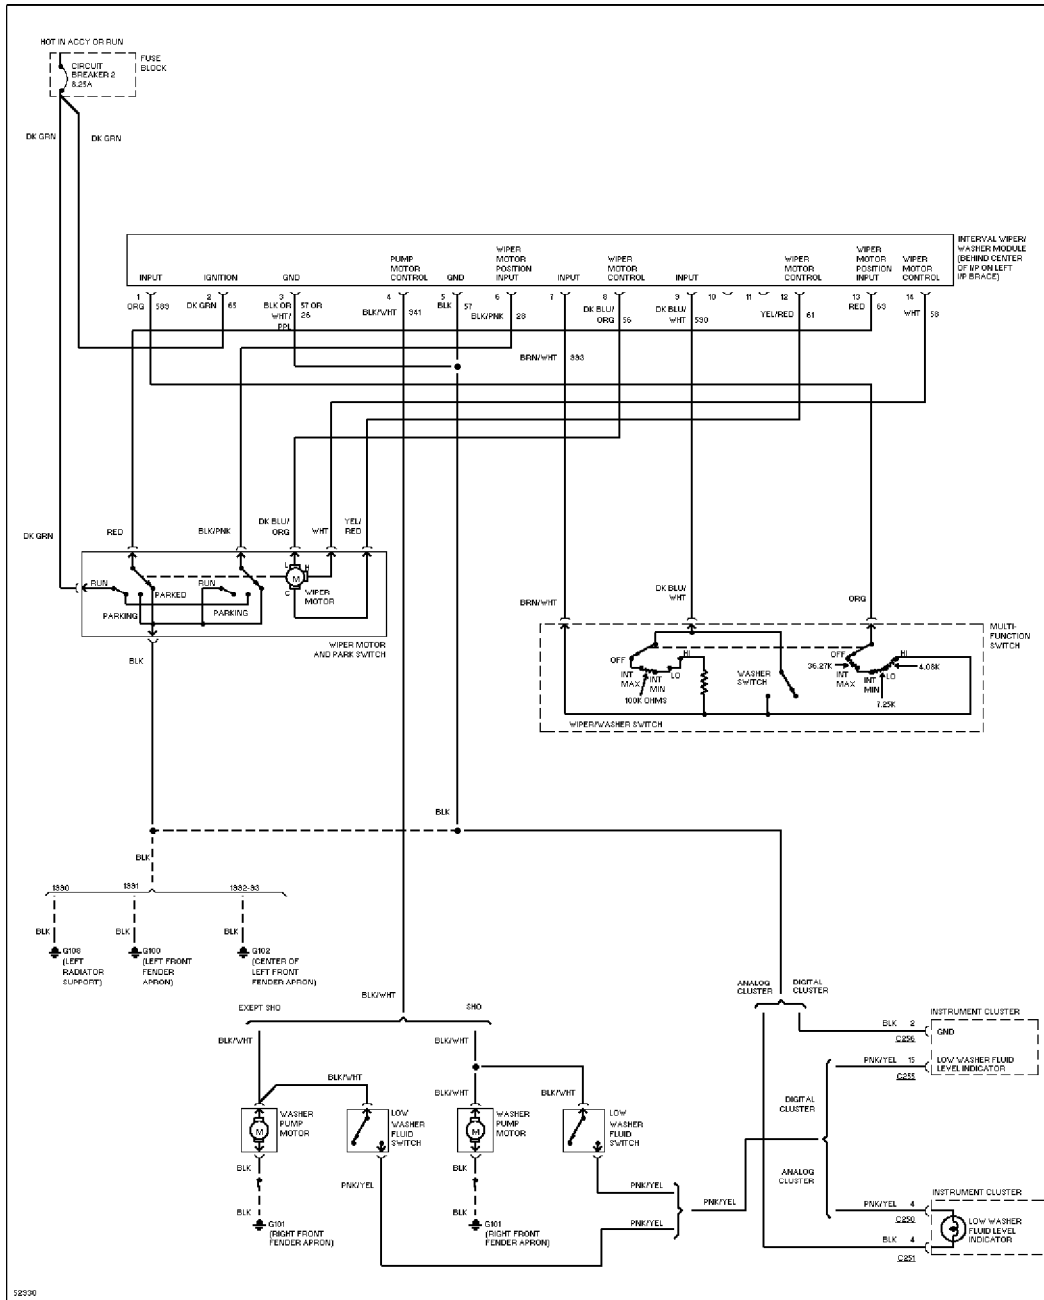 HOT IN ACCY OR RUN
CIRCUIT
BREAKER 2
8.25A
FUSE
BLOCK
DK GRN
DK GRN
INTERVAL WIPER/
WASHER MODULE
(BEHIND CENTER
OF I/P ON LEFT
I/P BRACE)
INPUT
IGNITION
GND
PUMP
MOTOR
CONTROL
GND
WIPER
MOTOR
POSITION
INPUT
INPUT
WIPER
MOTOR
CONTROL
INPUT
WIPER
MOTOR
CONTROL
WIPER
MOTOR
POSITION
INPUT
WIPER
MOTOR
CONTROL
1 2 3 4 5 6 7 8 9 10 11 12 13 14
ORG 589
DK GRN 65
BLK OR
WHT/
PPL
57 OR
26
BLK/WHT 941
BLK 57
BLK/PNK 28
BRN/WHT 993
DK BLU/
ORG 56
DK BLU/
WHT 590
YEL/RED 61
RED 63
WHT 58
DK GRN
RED
BLK/PNK
DK BLU/
ORG
WHT
YEL/
RED
RUN
PARKED
PARKING
RUN
PARKING
L
H
M
C
WIPER
MOTOR
WIPER MOTOR
AND PARK SWITCH
BLK
BRN/WHT
DK BLU/
WHT
ORG
MULTI-
FUNCTION
SWITCH
OFF
INT
MAX
INT
MIN
LO
HI
100K OHMS
WASHER
SWITCH
OFF
36.27K
INT
MAX
INT
MIN
LO
HI
4.08K
7.25K
WIPER/WASHER SWITCH
BLK
BLK
1990
1991
1992-93
BLK
BLK
BLK
G108
(LEFT
RADIATOR
SUPPORT)
G100
(LEFT FRONT
FENDER
APRON)
G102
(CENTER OF
LEFT FRONT
FENDER APRON)
BLK/WHT
EXEPT SHO
SHO
BLK/WHT
BLK/WHT
BLK/WHT
BLK/WHT
BLK/WHT
M
WASHER
PUMP
MOTOR
LOW
WASHER
FLUID
SWITCH
M
WASHER
PUMP
MOTOR
LOW
WASHER
FLUID
SWITCH
BLK
PNK/YEL
BLK
BLK
BLK
G101
(RIGHT FRONT
FENDER APRON)
G101
(RIGHT FRONT
FENDER APRON)
PNK/YEL
PNK/YEL
PNK/YEL
ANALOG
CLUSTER
DIGITAL
CLUSTER
INSTRUMENT CLUSTER
BLK 2
C256
GND
PNK/YEL 15
C255
LOW WASHER FLUID
LEVEL INDICATOR
DIGITAL
CLUSTER
ANALOG
CLUSTER
INSTRUMENT CLUSTER
PNK/YEL 4
C250
LOW WASHER
FLUID LEVEL
INDICATOR
BLK 4
C251
52930